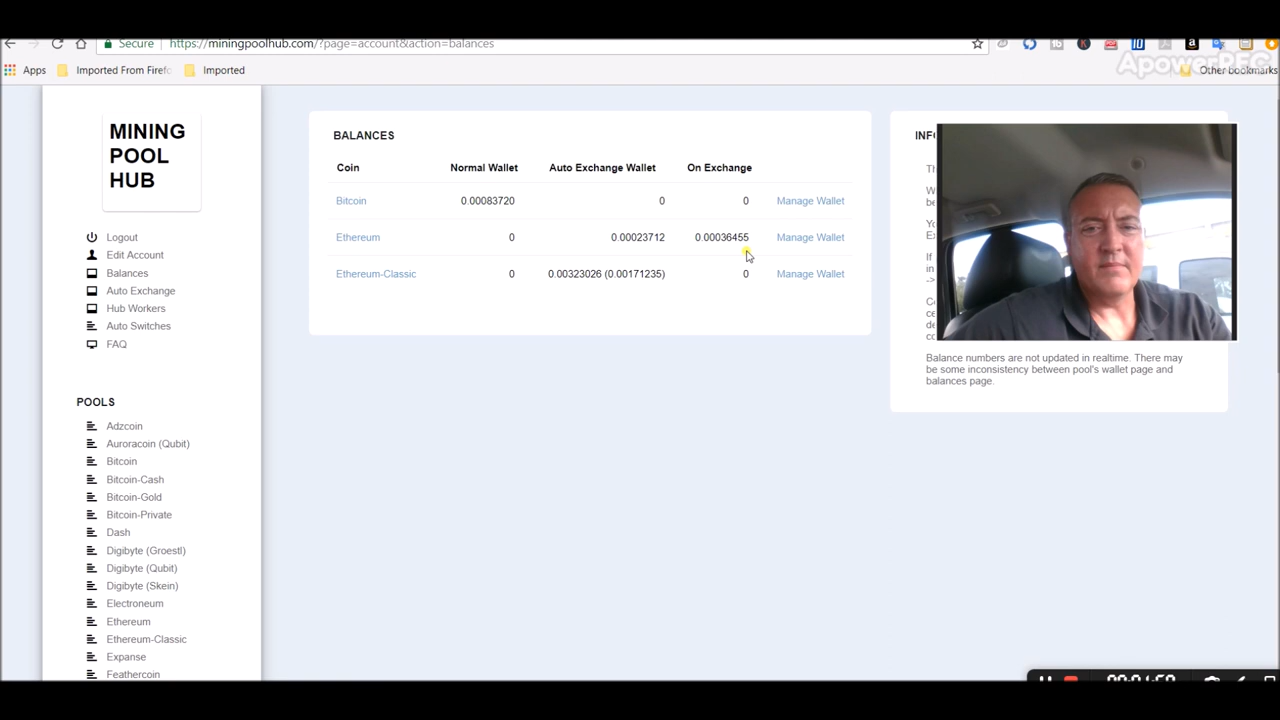 Secure
https://miningpoolhub.com/?page=account&action=balances
Apps
Imported From Firefo
Imported
ApowerREC
Other bookmarks
MINING
POOL
HUB
Logout
Edit Account
Balances
Auto Exchange
Hub Workers
Auto Switches
FAQ
POOLS
Adzcoin
Auroracoin (Qubit)
Bitcoin
Bitcoin-Cash
Bitcoin-Gold
Bitcoin-Private
Dash
Digibyte (Groestl)
Digibyte (Qubit)
Digibyte (Skein)
Electroneum
Ethereum
Ethereum-Classic
Expanse
Feathercoin
BALANCES
Coin Normal Wallet Auto Exchange Wallet On Exchange
Bitcoin 0.00083720 0 0 Manage Wallet
Ethereum 0 0.00023712 0.00036455 Manage Wallet
Ethereum-Classic 0 0.00323026 (0.00171235) 0 Manage Wallet
Balance numbers are not updated in realtime. There may
be some inconsistency between pool's wallet page and
balances page.